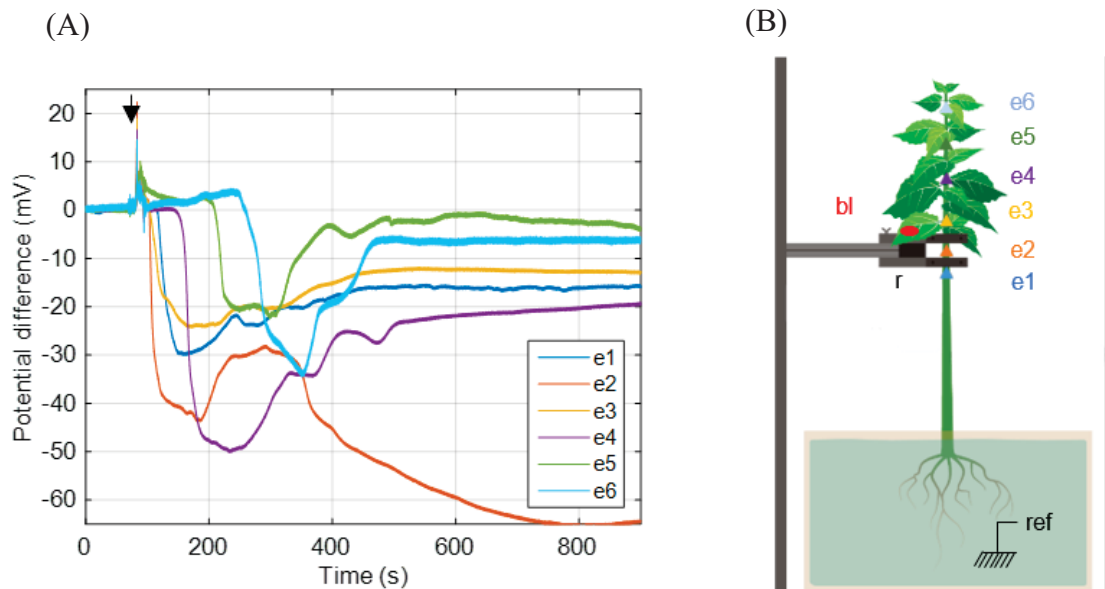 (A)
(B)
20
10
0
-10
-20
-30
-40
-50
-60
Potential difference (mV)
0
200
400
600
800
Time (s)
e1
e2
e3
e4
e5
e6
e6
e5
e4
e3
e2
e1
bl
x
r
ref